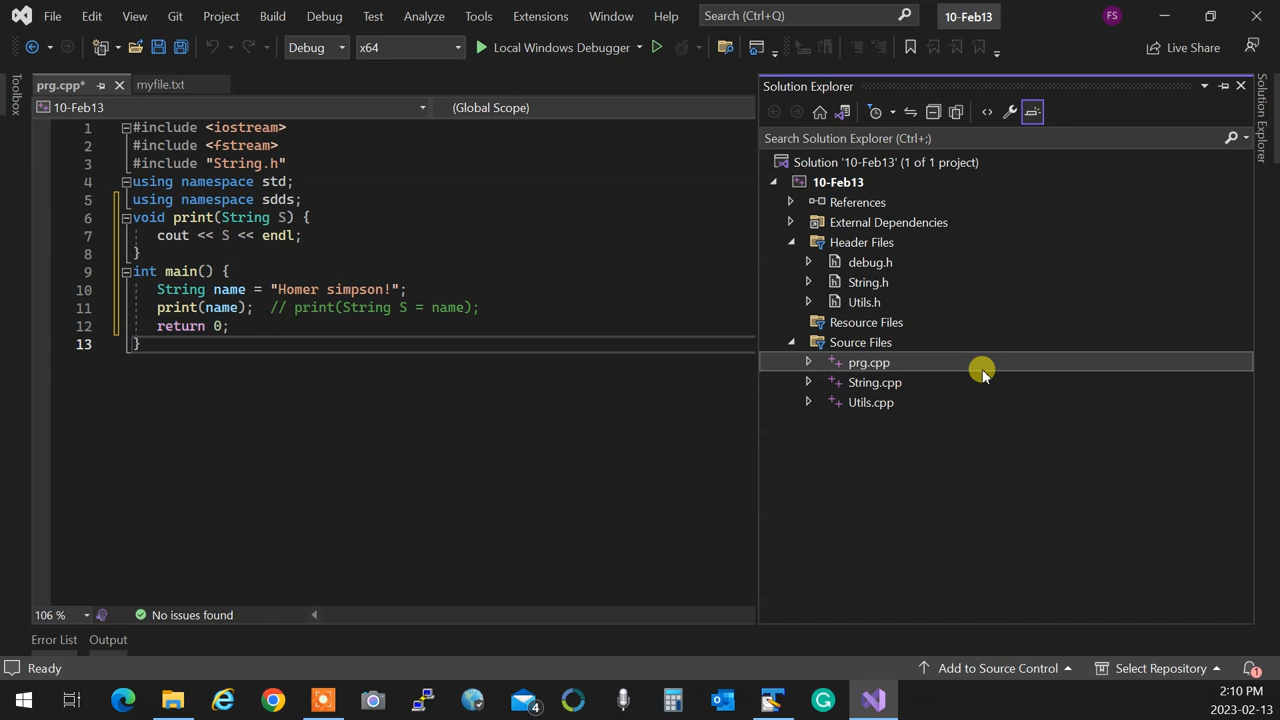 File Edit View Git Project Build Debug Test Analyze Tools Extensions Window Help Search (Ctrl+Q) 10-Feb13 FS
Debug x64 Local Windows Debugger Live Share
Toolbox
prg.cpp* myfile.txt
10-Feb13 (Global Scope)
1 #include <iostream>
2 #include <fstream>
3 #include "String.h"
4 using namespace std;
5 using namespace sdds;
6 void print(String S) {
7 cout << S << endl;
8 }
9 int main() {
10 String name = "Homer simpson!";
11 print(name); // print(String S = name);
12 return 0;
13 }
106 % No issues found
Solution Explorer
Search Solution Explorer (Ctrl+;)
Solution '10-Feb13' (1 of 1 project)
10-Feb13
References
External Dependencies
Header Files
debug.h
String.h
Utils.h
Resource Files
Source Files
prg.cpp
String.cpp
Utils.cpp
Solution Explorer
Error List Output
Ready Add to Source Control Select Repository 1
4
2:10 PM
2023-02-13